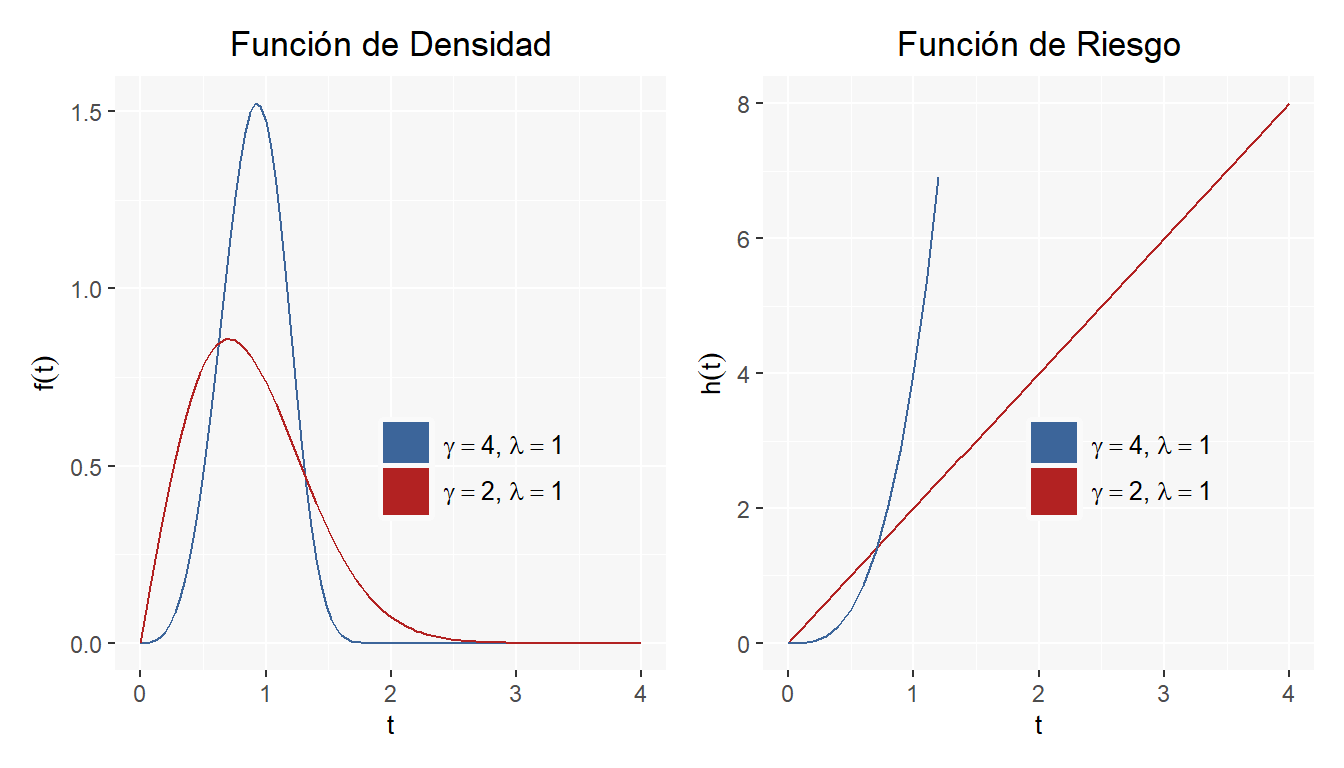 Función de Densidad
f(t)
1.5
1.0
0.5
0.0
γ = 4, λ = 1
γ = 2, λ = 1
0 1 2 3 4
t
Función de Riesgo
h(t)
8
6
4
2
0
γ = 4, λ = 1
γ = 2, λ = 1
0 1 2 3 4
t